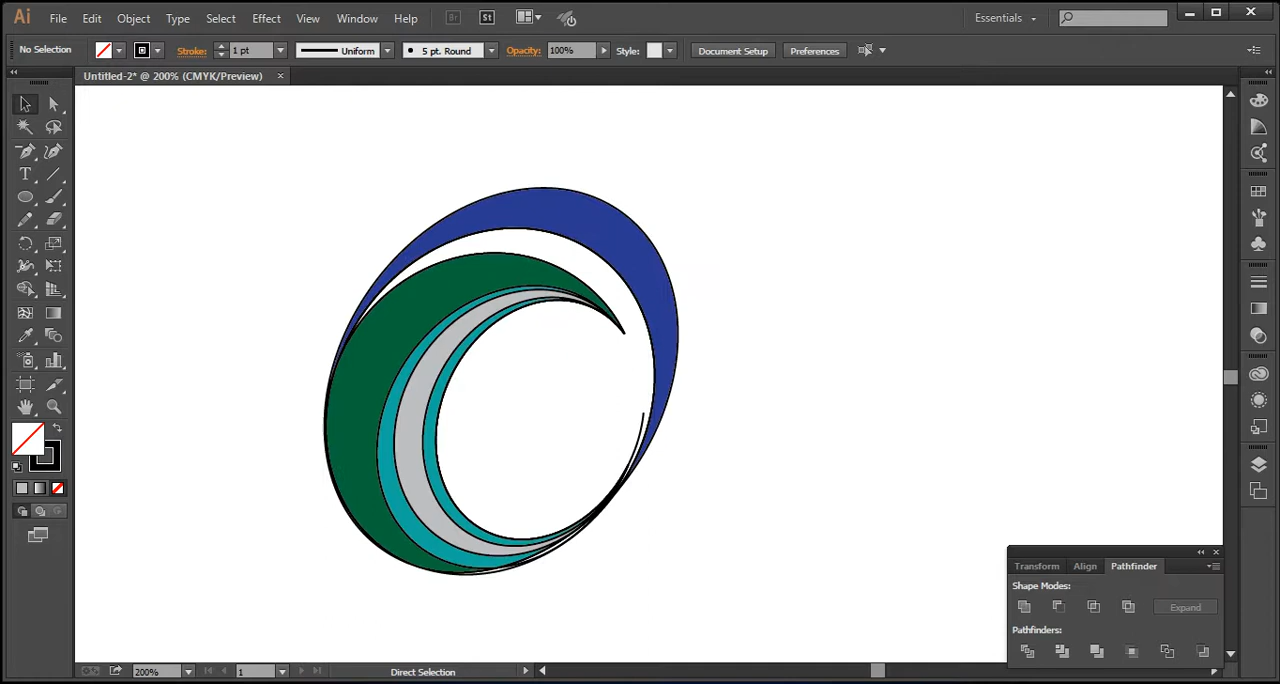 Ai File Edit Object Type Select Effect View Window Help Br St Essentials
No Selection Stroke: 1 pt Uniform 5 pt. Round Opacity: 100% Style: Document Setup Preferences
Untitled-2* @ 200% (CMYK/Preview)
T
Transform Align Pathfinder
Shape Modes:
Expand
Pathfinders:
200% 1 Direct Selection